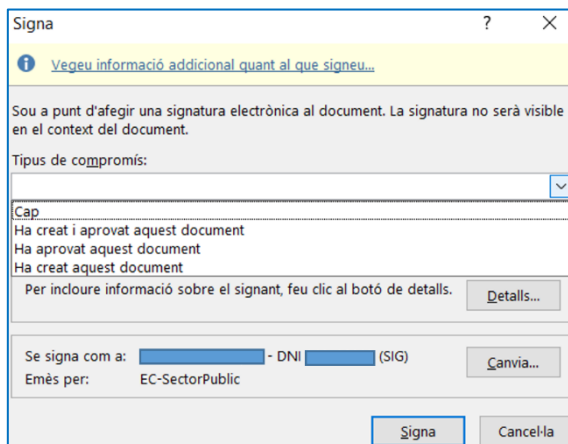 Signa ?
Vegeu informació addicional quant al que signeu...
Sou a punt d'afegir una signatura electrònica al document. La signatura no serà visible
en el context del document.
Tipus de compromís:
Cap
Ha creat i aprovat aquest document
Ha aprovat aquest document
Ha creat aquest document
Per incloure informació sobre el signant, feu clic al botó de detalls.
Detalls...
Se signa com a: - DNI (SIG)
Canvia...
Emès per: EC-SectorPublic
Signa Cancel·la